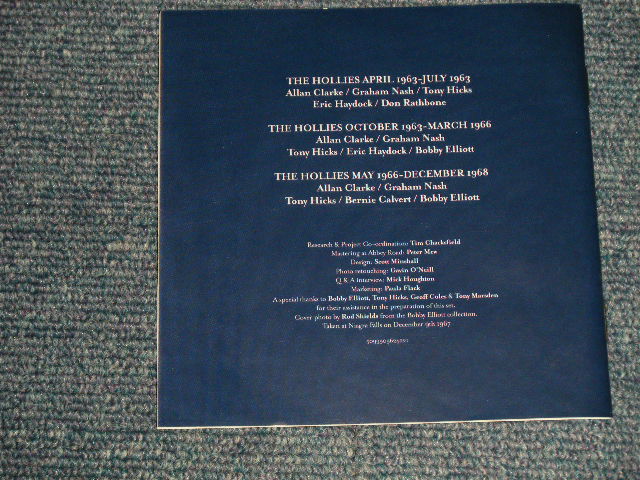 THE HOLLIES APRIL 1963-JULY 1963
Allan Clarke / Graham Nash / Tony Hicks
Eric Haydock / Don Rathbone
THE HOLLIES OCTOBER 1963-MARCH 1966
Allan Clarke / Graham Nash
Tony Hicks / Eric Haydock / Bobby Elliott
THE HOLLIES MAY 1966-DECEMBER 1968
Allan Clarke / Graham Nash
Tony Hicks / Bernie Calvert / Bobby Elliott
Research & Project Co-ordination: Tim Chacksfield
Mastering at Abbey Road: Peter Mew
Design: Scott Minshall
Photo retouching: Gwin O'Neill
Q & A interview: Mick Houghton
Marketing: Paula Flack
A special thanks to Bobby Elliott, Tony Hicks, Geoff Coles & Tony Marsden
for their assistance in the preparation of this set.
Cover photo by Rod Shields from the Bobby Elliott collection.
Taken at Niagra Falls on December 9th 1967